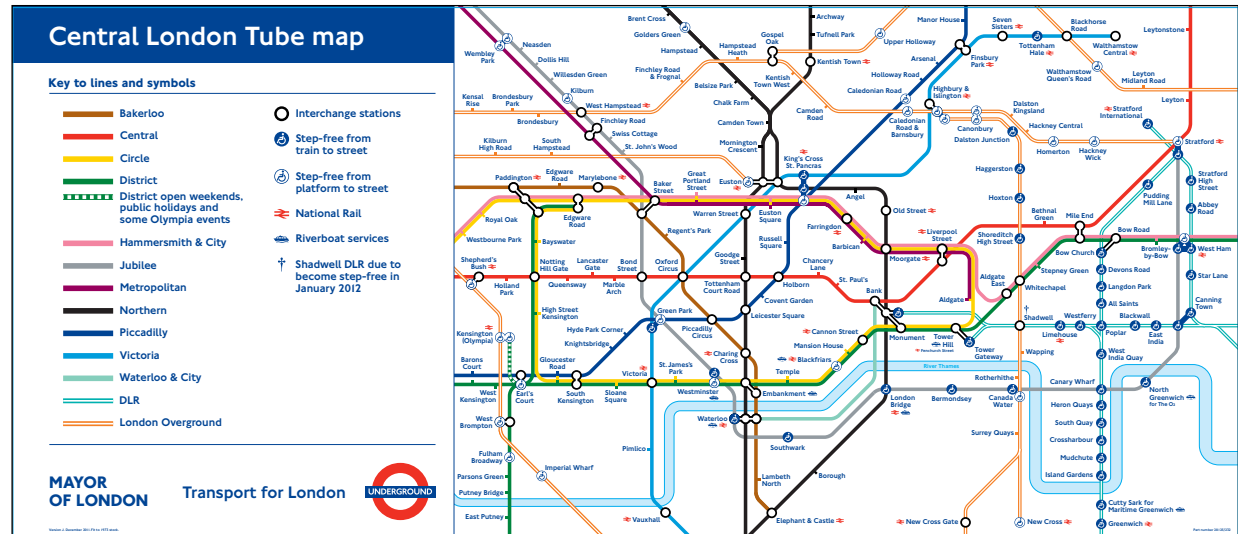 Central London Tube map
Key to lines and symbols
Bakerloo
Central
Circle
District
District open weekends,
public holidays and
some Olympia events
Hammersmith & City
Jubilee
Metropolitan
Northern
Piccadilly
Victoria
Waterloo & City
DLR
London Overground
Interchange stations
Step-free from
train to street
Step-free from
platform to street
National Rail
Riverboat services
† Shadwell DLR due to
become step-free in
January 2012
MAYOR
OF LONDON
Transport for London
UNDERGROUND
Wembley
Park
Neasden
Dollis Hill
Willesden Green
Kilburn
West Hampstead
Finchley Road
Swiss Cottage
St. John's Wood
Kensal
Rise
Brondesbury
Park
Brondesbury
Kilburn
High Road
South
Hampstead
Finchley Road
& Frognal
Brent Cross
Golders Green
Hampstead
Hampstead
Heath
Belsize Park
Chalk Farm
Camden Town
Mornington
Crescent
Gospel
Oak
Kentish
Town West
Archway
Tufnell Park
Kentish Town
Camden
Road
Upper Holloway
Manor House
Arsenal
Holloway Road
Caledonian Road
Finsbury
Park
Seven
Sisters
Tottenham
Hale
Blackhorse
Road
Walthamstow
Central
Walthamstow
Queen's Road
Leytonstone
Leyton
Midland Road
Leyton
Highbury &
Islington
Caledonian
Road &
Barnsbury
Canonbury
Dalston
Kingsland
Dalston Junction
Hackney Central
Homerton
Hackney
Wick
Stratford
International
Stratford
Stratford
High
Street
Abbey
Road
Pudding
Mill Lane
Haggerston
Hoxton
Shoreditch
High Street
Bethnal
Green
Mile End
Bow Road
Bow Church
Bromley-
by-Bow
West Ham
Star Lane
Canning
Town
Stepney Green
Devons Road
Langdon Park
All Saints
Paddington
Edgware
Road
Marylebone
Baker
Street
Great
Portland
Street
Euston
King's Cross
St. Pancras
Angel
Old Street
Royal Oak
Westbourne Park
Edgware
Road
Bayswater
Regent's Park
Warren Street
Euston
Square
Farringdon
Barbican
Moorgate
Liverpool
Street
Russell
Square
Goodge
Street
Shepherd's
Bush
Holland
Park
Notting
Hill Gate
Queensway
Lancaster
Gate
Marble
Arch
Bond
Street
Oxford
Circus
Tottenham
Court Road
Holborn
Chancery
Lane
St. Paul's
Bank
Aldgate
East
Aldgate
Whitechapel
Covent Garden
Leicester Square
High Street
Kensington
Hyde Park Corner
Knightsbridge
Green Park
Piccadilly
Circus
Cannon Street
Mansion House
Blackfriars
Monument
Tower
Hill
Fenchurch Street
Tower
Gateway
†
Shadwell
Limehouse
Westferry
Poplar
Blackwall
East
India
West
India Quay
Canary Wharf
Heron Quays
South Quay
Crossharbour
Mudchute
Island Gardens
Cutty Sark for
Maritime Greenwich
Greenwich
Kensington
(Olympia)
Barons
Court
West
Kensington
Earl's
Court
Gloucester
Road
South
Kensington
Sloane
Square
Victoria
St. James's
Park
Westminster
Charing
Cross
Embankment
Temple
River Thames
Wapping
Rotherhithe
Canada
Water
Surrey Quays
Bermondsey
London
Bridge
North
Greenwich
for The O2
West
Brompton
Fulham
Broadway
Parsons Green
Putney Bridge
East Putney
Imperial Wharf
Pimlico
Vauxhall
Waterloo
Southwark
Lambeth
North
Borough
Elephant & Castle
New Cross Gate
New Cross